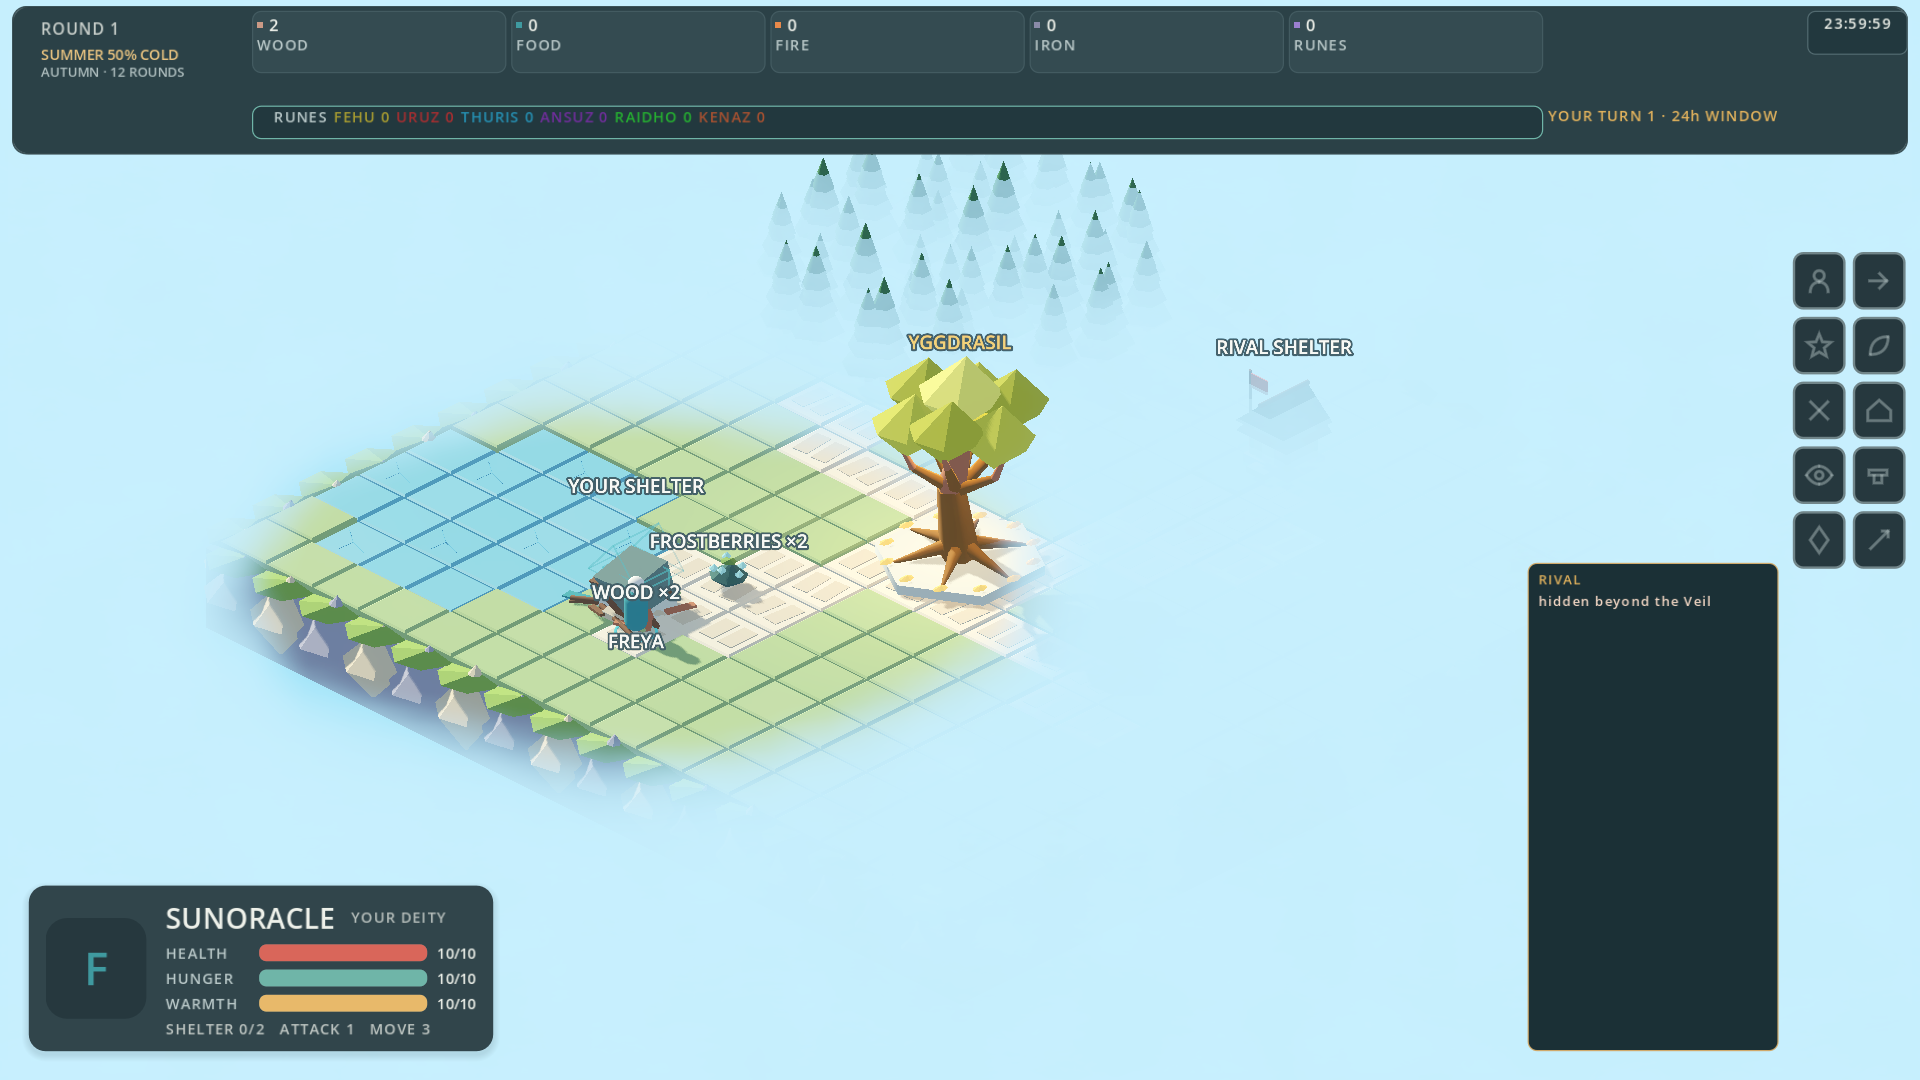 ROUND 1
SUMMER 50% COLD
AUTUMN · 12 ROUNDS
2
WOOD
0
FOOD
0
FIRE
0
IRON
0
RUNES
23:59:59
RUNES FEHU 0 URUZ 0 THURIS 0 ANSUZ 0 RAIDHO 0 KENAZ 0
YOUR TURN 1 · 24h WINDOW
YGGDRASIL
RIVAL SHELTER
YOUR SHELTER
FROSTBERRIES ×2
WOOD ×2
FREYA
RIVAL
hidden beyond the Veil
F
SUNORACLE YOUR DEITY
HEALTH 10/10
HUNGER 10/10
WARMTH 10/10
SHELTER 0/2 ATTACK 1 MOVE 3